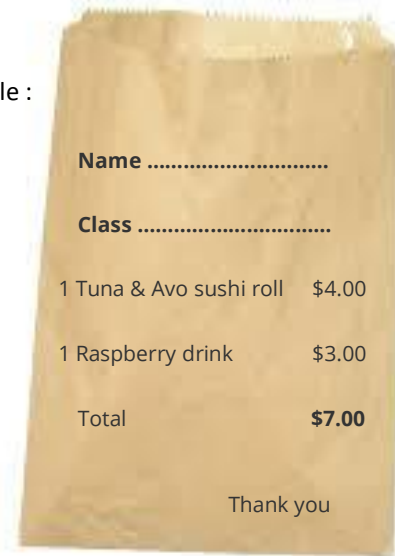 le :
Name ..............................
Class ................................
1 Tuna & Avo sushi roll $4.00
1 Raspberry drink $3.00
Total $7.00
Thank you